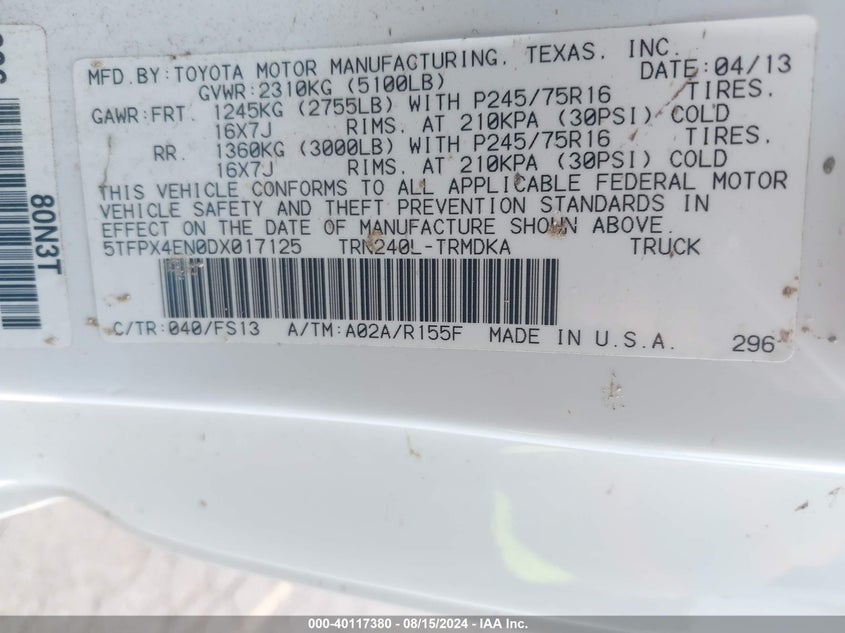 MFD.BY:TOYOTA MOTOR MANUFACTURING, TEXAS, INC.
GVWR:2310KG (5100LB) DATE:04/13
GAWR:FRT. 1245KG (2755LB) WITH P245/75R16 TIRES,
16X7J RIMS, AT 210KPA (30PSI) COLD
RR. 1360KG (3000LB) WITH P245/75R16 TIRES,
16X7J RIMS, AT 210KPA (30PSI) COLD
THIS VEHICLE CONFORMS TO ALL APPLICABLE FEDERAL MOTOR
VEHICLE SAFETY AND THEFT PREVENTION STANDARDS IN
EFFECT ON THE DATE OF MANUFACTURE SHOWN ABOVE.
5TFPX4EN0DX017125 TRN240L-TRMDKA TRUCK
C/TR:040/FS13 A/TM:A02A/R155F MADE IN U.S.A. 296
80N3T
000-40117380 - 08/15/2024 - IAA Inc.